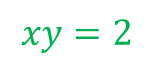 xy = 2